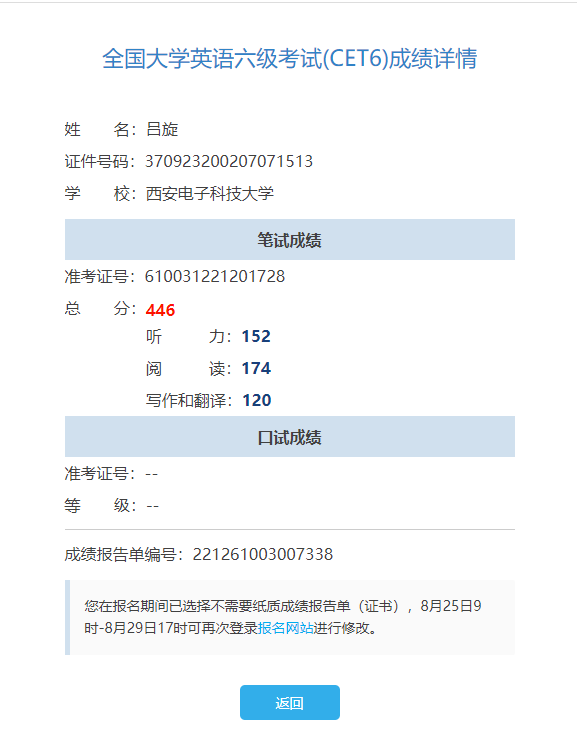 全国大学英语六级考试(CET6)成绩详情
姓 名：吕旋
证件号码：370923200207071513
学 校：西安电子科技大学
笔试成绩
准考证号：610031221201728
总 分：446
听 力：152
阅 读：174
写作和翻译：120
口试成绩
准考证号：--
等 级：--
成绩报告单编号：221261003007338
您在报名期间已选择不需要纸质成绩报告单（证书），8月25日9
时-8月29日17时可再次登录报名网站进行修改。
返回